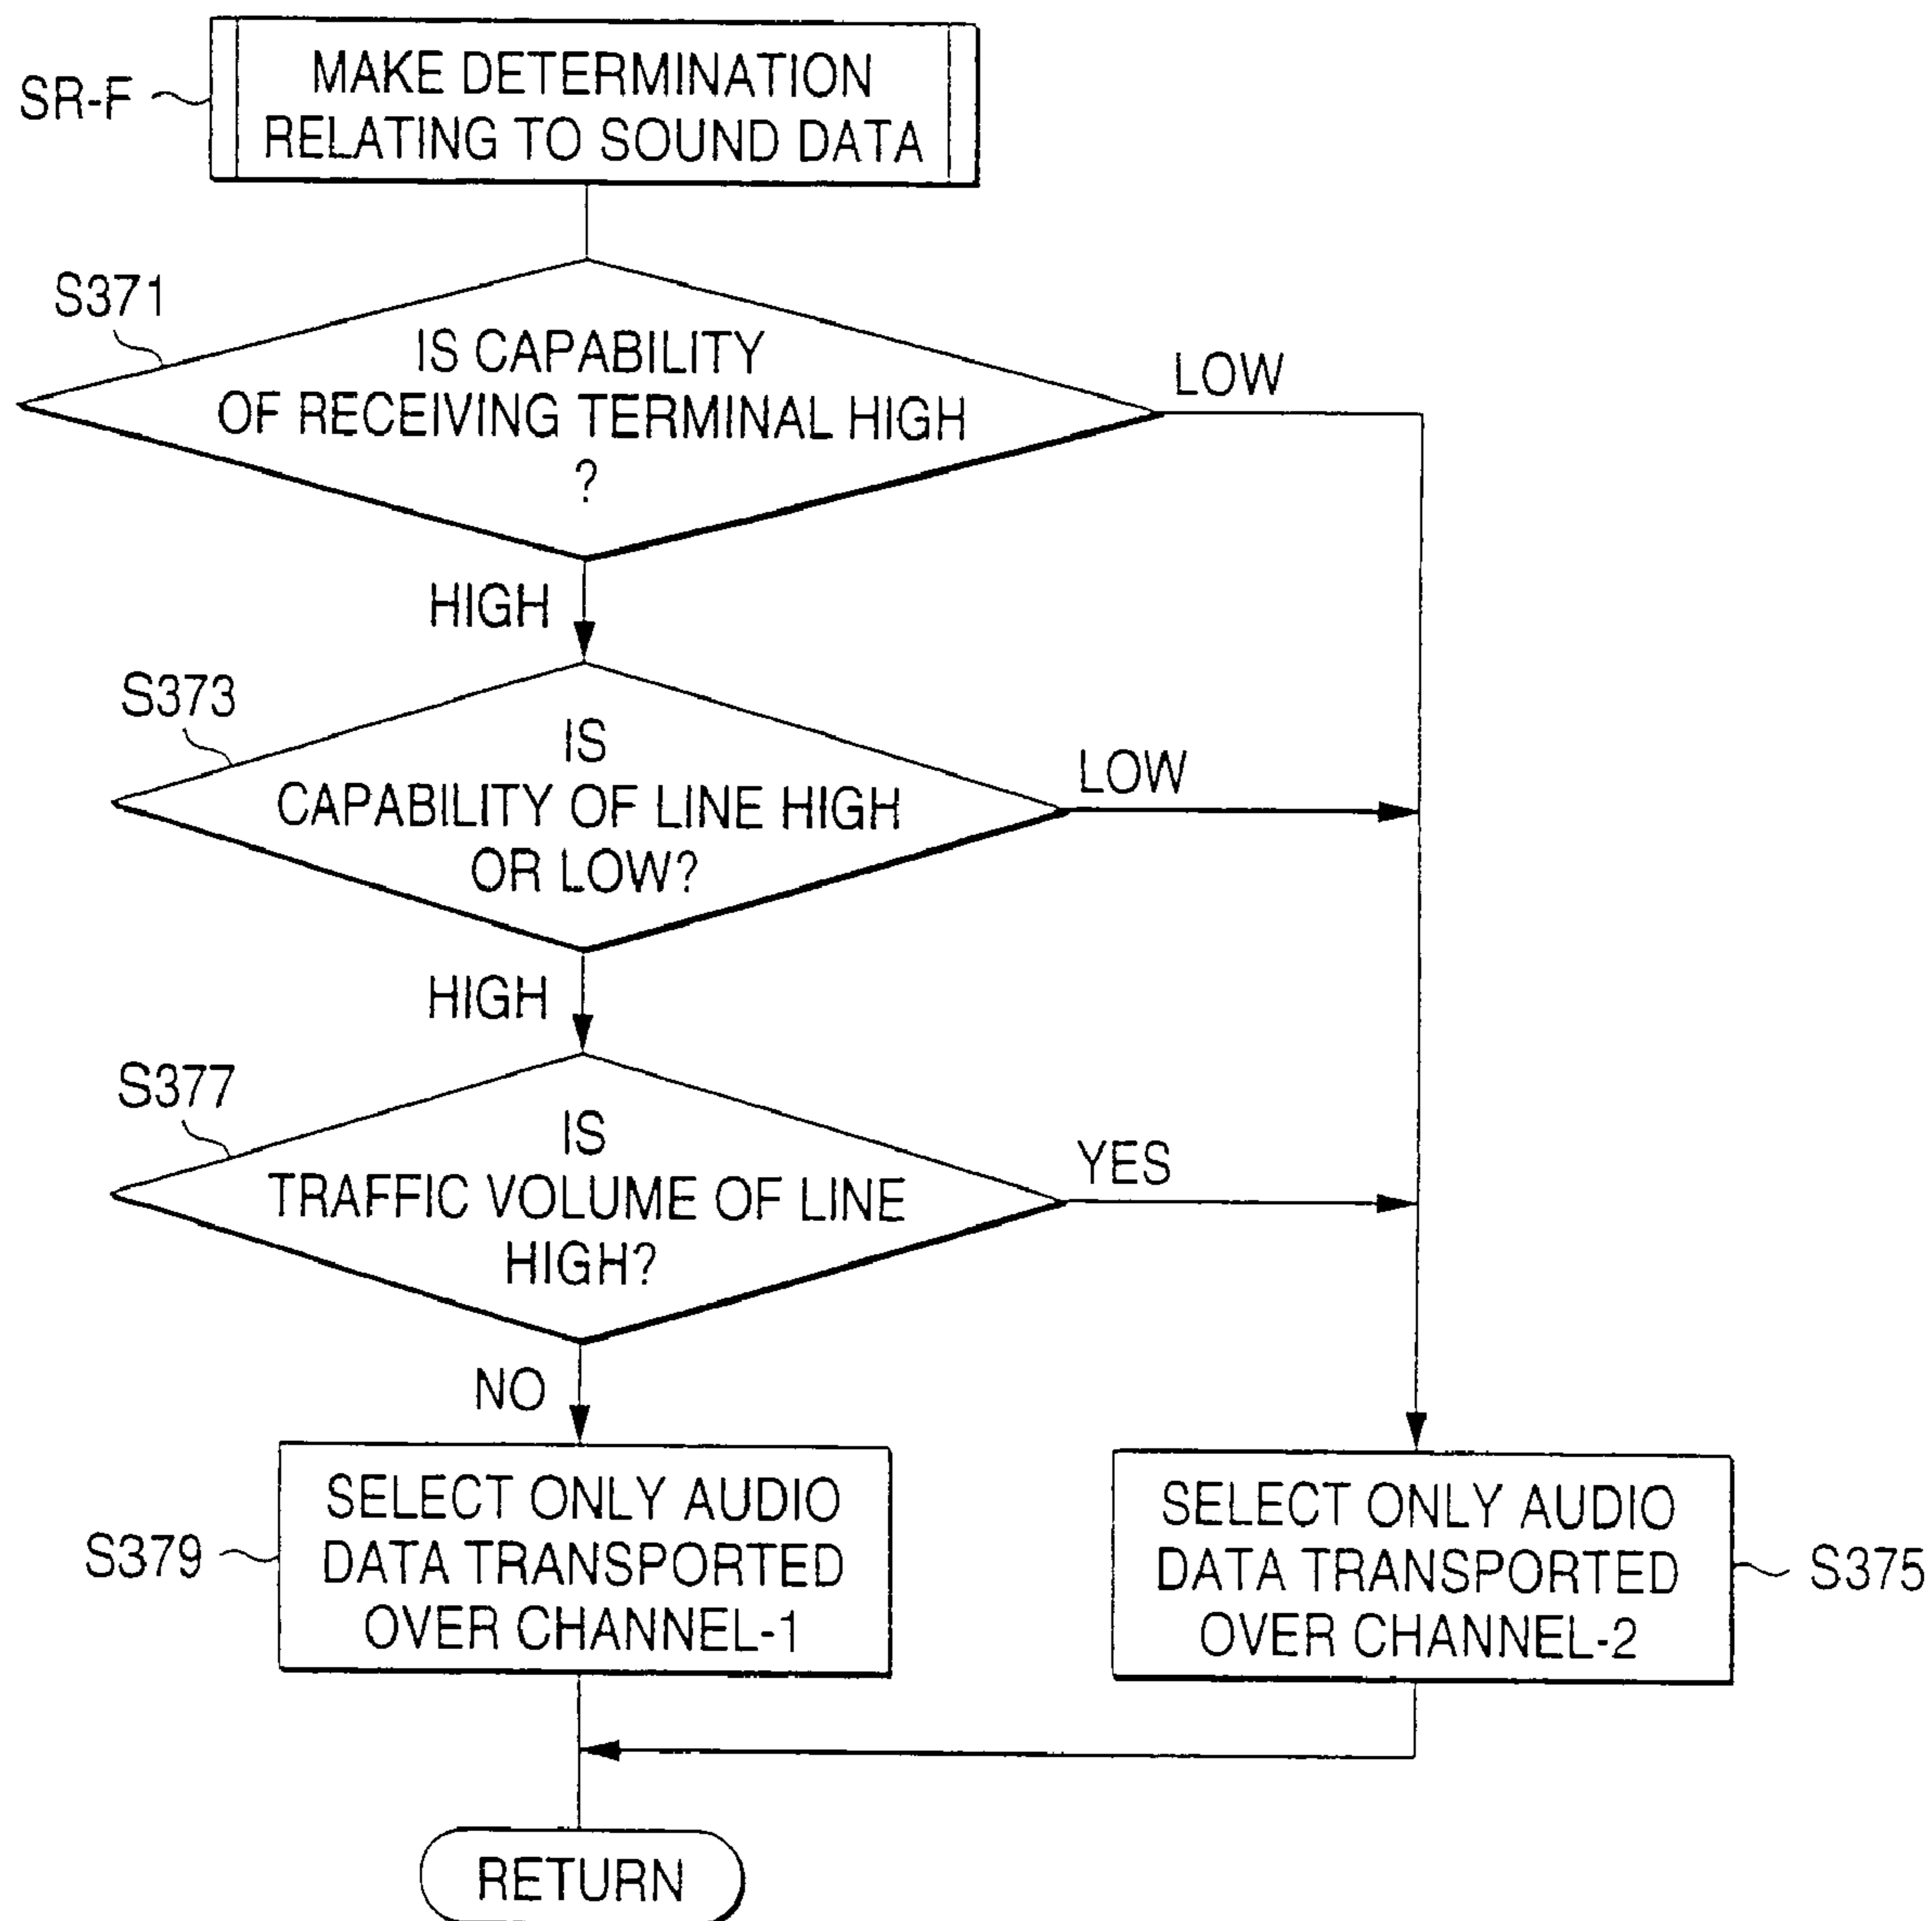 SR-F
MAKE DETERMINATION
RELATING TO SOUND DATA
S371
IS CAPABILITY
OF RECEIVING TERMINAL HIGH
?
LOW
HIGH
S373
IS
CAPABILITY OF LINE HIGH
OR LOW?
LOW
HIGH
S377
IS
TRAFFIC VOLUME OF LINE
HIGH?
YES
NO
S379
SELECT ONLY AUDIO
DATA TRANSPORTED
OVER CHANNEL-1
SELECT ONLY AUDIO
DATA TRANSPORTED
OVER CHANNEL-2
S375
RETURN